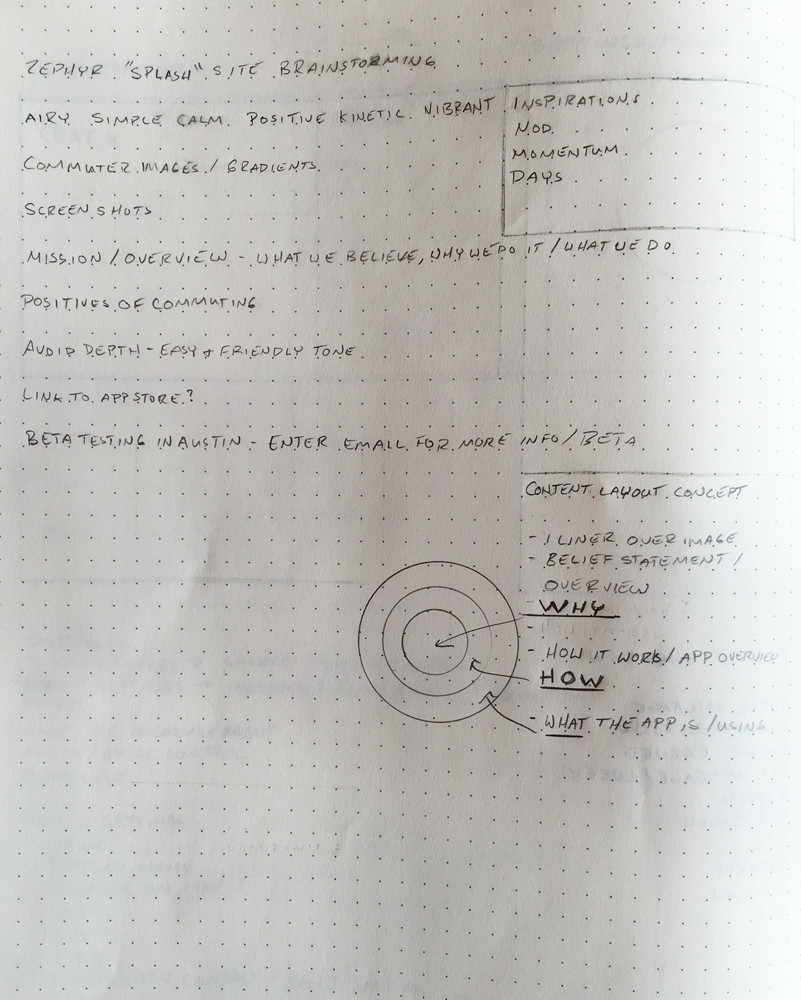 ZEPHYR "SPLASH" SITE BRAINSTORMING
AIRY SIMPLE CALM. POSITIVE KINETIC. VIBRANT
COMMUTER IMAGES / GRADIENTS.
SCREEN SHOTS
MISSION / OVERVIEW - WHAT WE BELIEVE, WHY WE DO IT / WHAT WE DO
POSITIVES OF COMMUTING
AVOID DEPTH - EASY & FRIENDLY TONE
LINK TO APP STORE?
BETA TESTING IN AUSTIN - ENTER EMAIL FOR MORE INFO / BETA
INSPIRATIONS
NOD
MOMENTUM
DAYS
CONTENT LAYOUT CONCEPT
- 1 LINER OVER IMAGE
- BELIEF STATEMENT /
OVERVIEW
- WHY
-
- HOW IT WORKS / APP OVERVIEW
HOW
- WHAT THE APP IS / USING